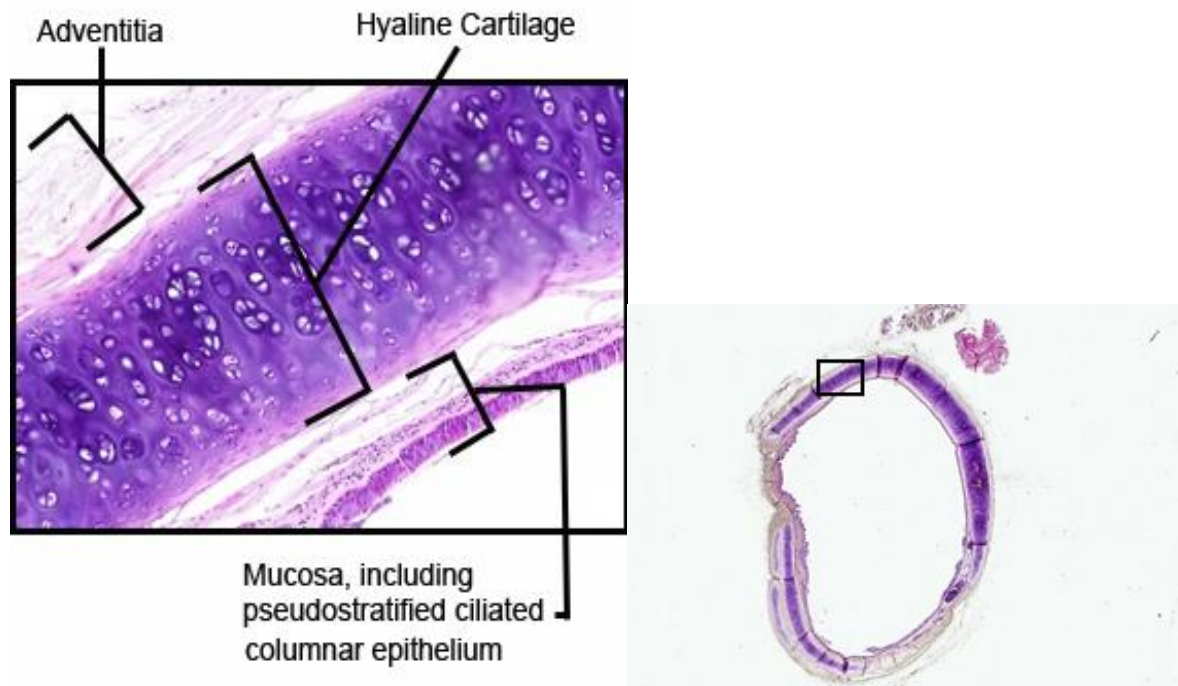 Adventitia
Hyaline Cartilage
Mucosa, including
pseudostratified ciliated
columnar epithelium